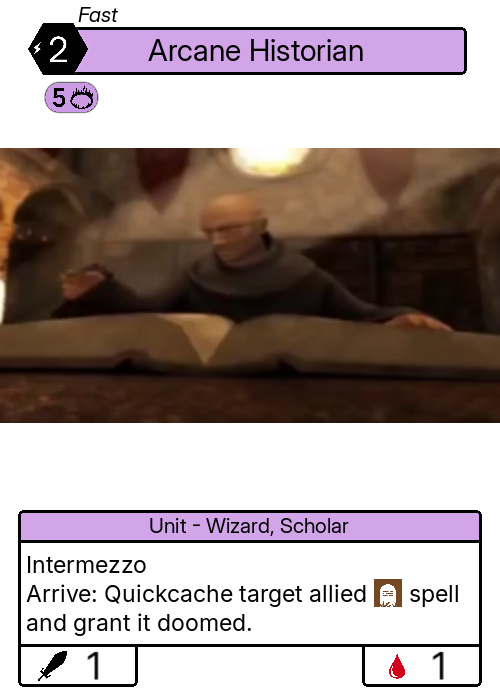 Fast
2 Arcane Historian
5
Unit - Wizard, Scholar
Intermezzo
Arrive: Quickcache target allied spell
and grant it doomed.
1 1